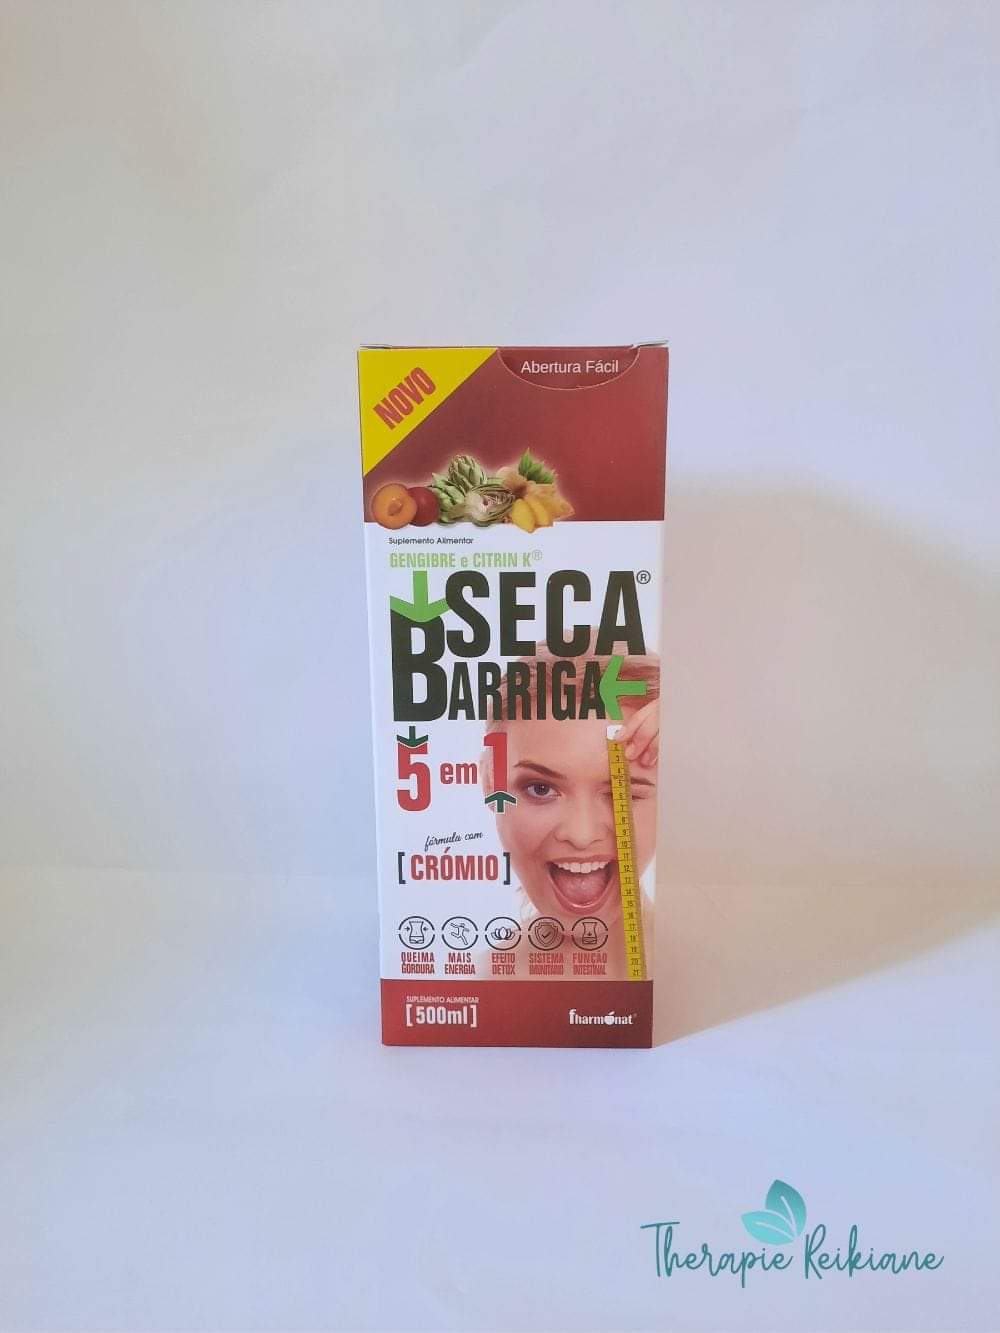 Abertura Fácil
NOVO
Suplemento Alimentar
GENGIBRE e CITRIN K®
SECA®
BARRIGA
5 em 1
fórmula com
[CRÓMIO]
QUEIMA GORDURA
MAIS ENERGIA
EFEITO DETOX
SISTEMA IMUNITÁRIO
FUNÇÃO INTESTINAL
SUPLEMENTO ALIMENTAR
[500ml]
fharmonat®
Therapie Reikiane